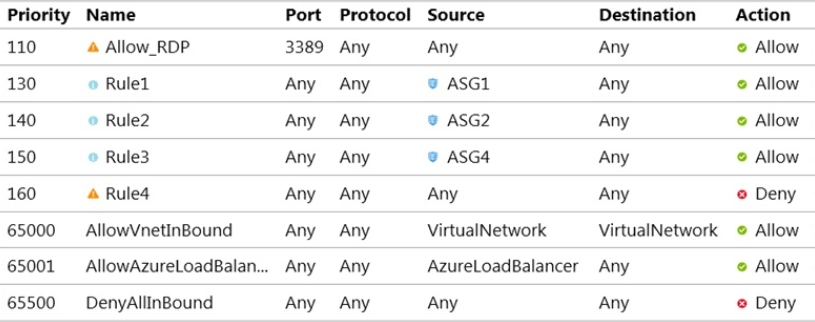 Priority Name Port Protocol Source Destination Action
110 Allow_RDP 3389 Any Any Any Allow
130 Rule1 Any Any ASG1 Any Allow
140 Rule2 Any Any ASG2 Any Allow
150 Rule3 Any Any ASG4 Any Allow
160 Rule4 Any Any Any Any Deny
65000 AllowVnetInBound Any Any VirtualNetwork VirtualNetwork Allow
65001 AllowAzureLoadBalan... Any Any AzureLoadBalancer Any Allow
65500 DenyAllInBound Any Any Any Any Deny